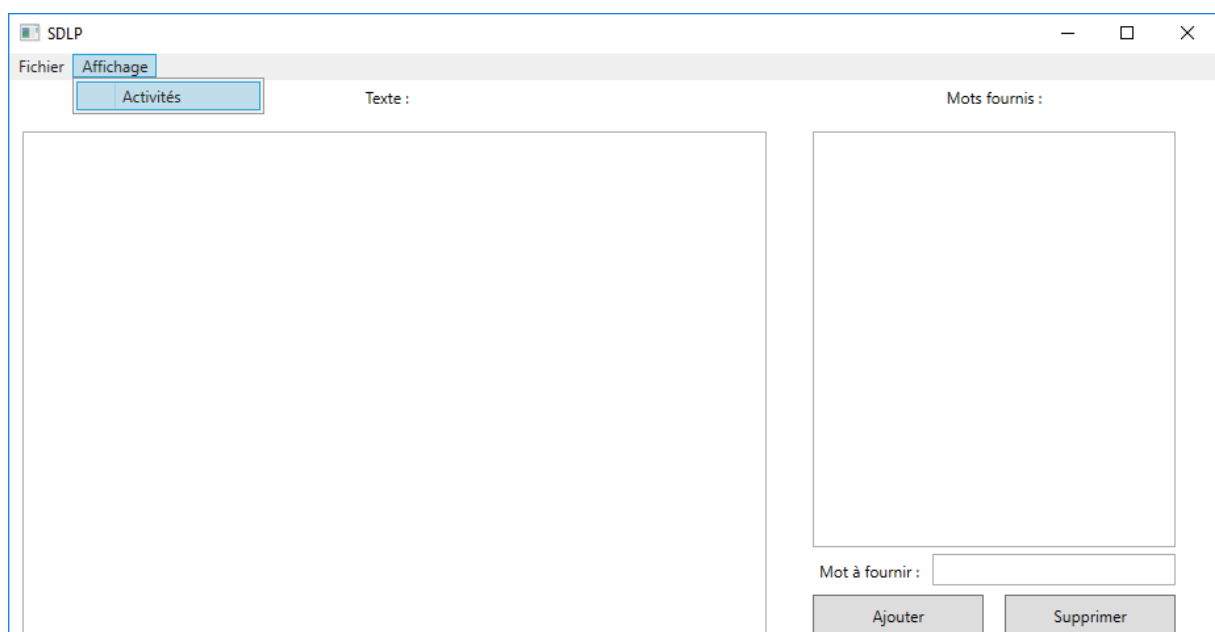 SDLP
Fichier Affichage
Activités
Texte :
Mots fournis :
Mot à fournir :
Ajouter
Supprimer